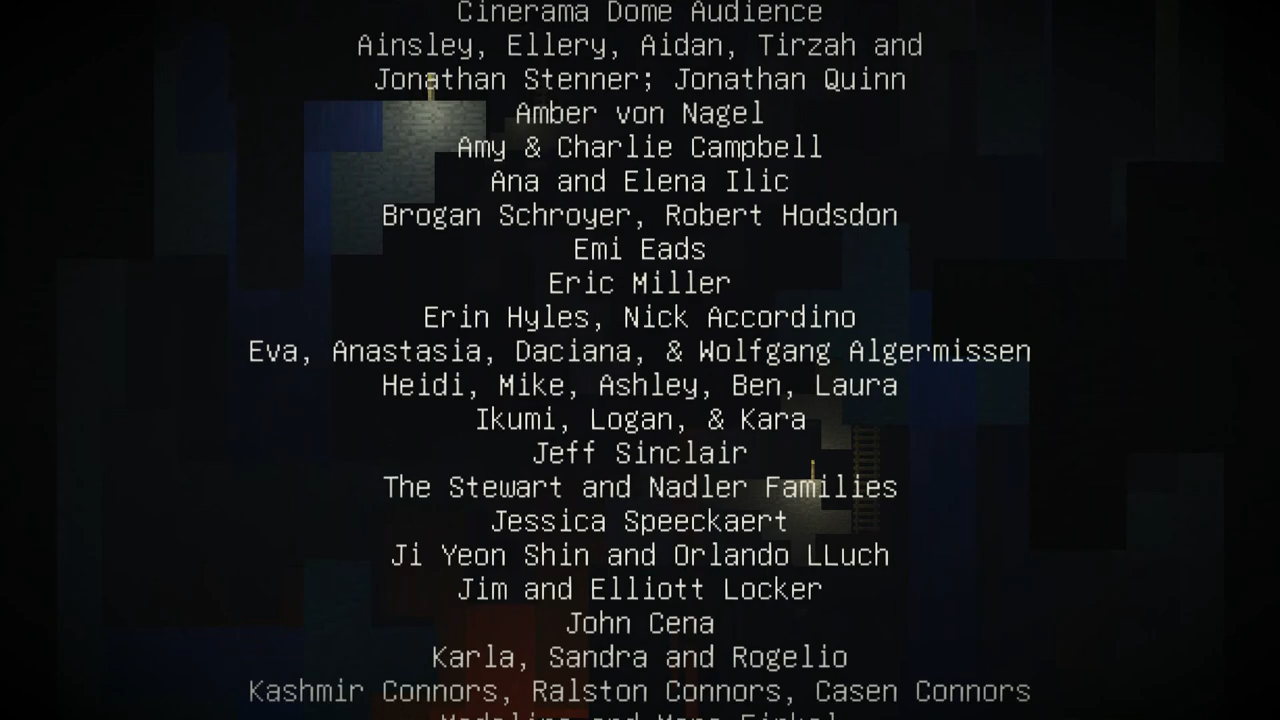 Cinerama Dome Audience
Ainsley, Ellery, Aidan, Tirzah and
Jonathan Stenner; Jonathan Quinn
Amber von Nagel
Amy & Charlie Campbell
Ana and Elena Ilic
Brogan Schroyer, Robert Hodsdon
Emi Eads
Eric Miller
Erin Hyles, Nick Accordino
Eva, Anastasia, Daciana, & Wolfgang Algermissen
Heidi, Mike, Ashley, Ben, Laura
Ikumi, Logan, & Kara
Jeff Sinclair
The Stewart and Nadler Families
Jessica Speeckaert
Ji Yeon Shin and Orlando LLuch
Jim and Elliott Locker
John Cena
Karla, Sandra and Rogelio
Kashmir Connors, Ralston Connors, Casen Connors